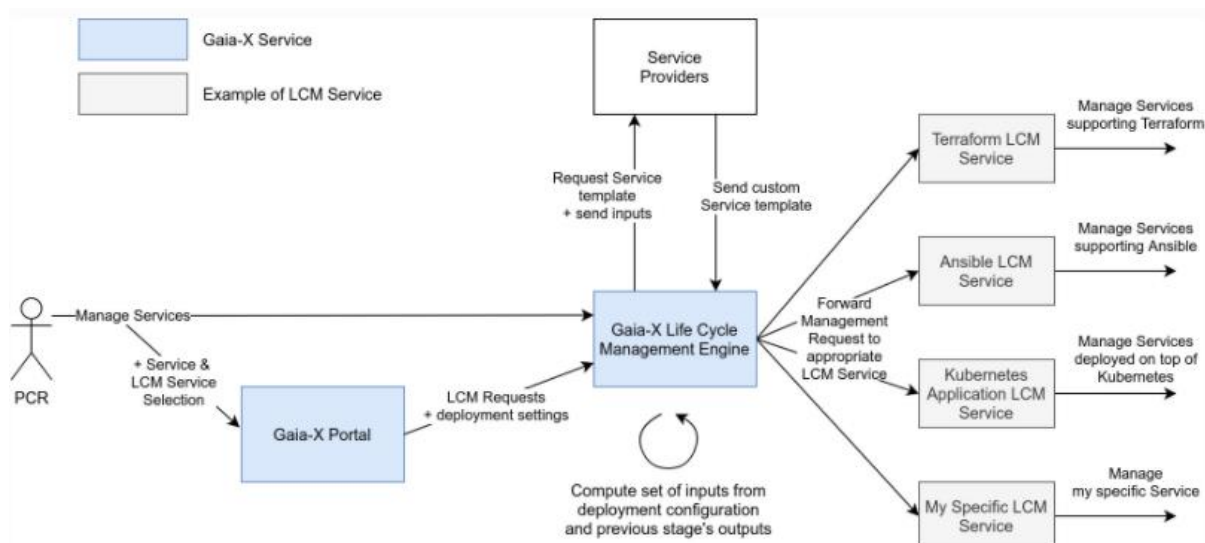 Gaia-X Service
Example of LCM Service
Service
Providers
Request Service
template
+ send inputs
Send custom
Service template
Terraform LCM
Service
Manage Services
supporting Terraform
Ansible LCM
Service
Manage Services
supporting Ansible
PCR
Manage Services
+ Service &
LCM Service
Selection
Gaia-X Portal
LCM Requests
+ deployment settings
Gaia-X Life Cycle
Management Engine
Forward
Management
Request to
appropriate
LCM Service
Kubernetes
Application LCM
Service
Manage Services
deployed on top of
Kubernetes
Compute set of inputs from
deployment configuration
and previous stage's outputs
My Specific LCM
Service
Manage
my specific Service